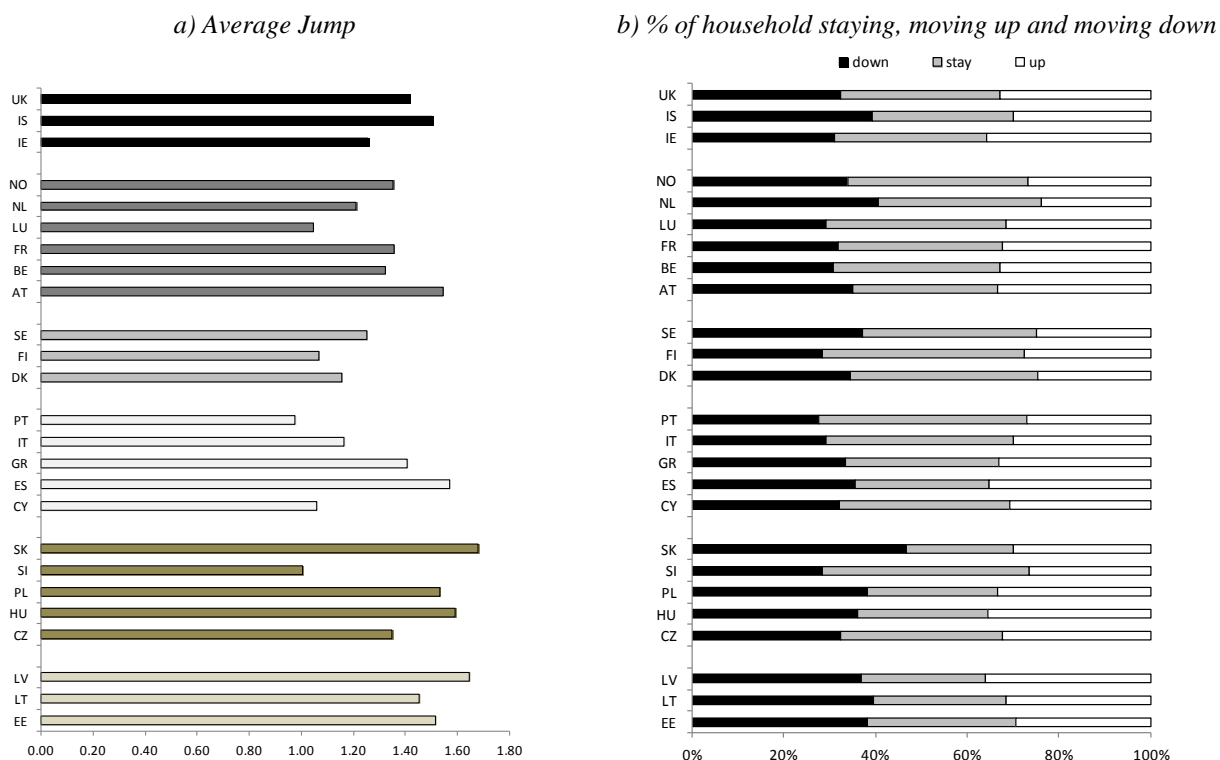 a) Average Jump
UK
IS
IE
NO
NL
LU
FR
BE
AT
SE
FI
DK
PT
IT
GR
ES
CY
SK
SI
PL
HU
CZ
LV
LT
EE
0.00 0.20 0.40 0.60 0.80 1.00 1.20 1.40 1.60 1.80
b) % of household staying, moving up and moving down
down stay up
UK
IS
IE
NO
NL
LU
FR
BE
AT
SE
FI
DK
PT
IT
GR
ES
CY
SK
SI
PL
HU
CZ
LV
LT
EE
0% 20% 40% 60% 80% 100%